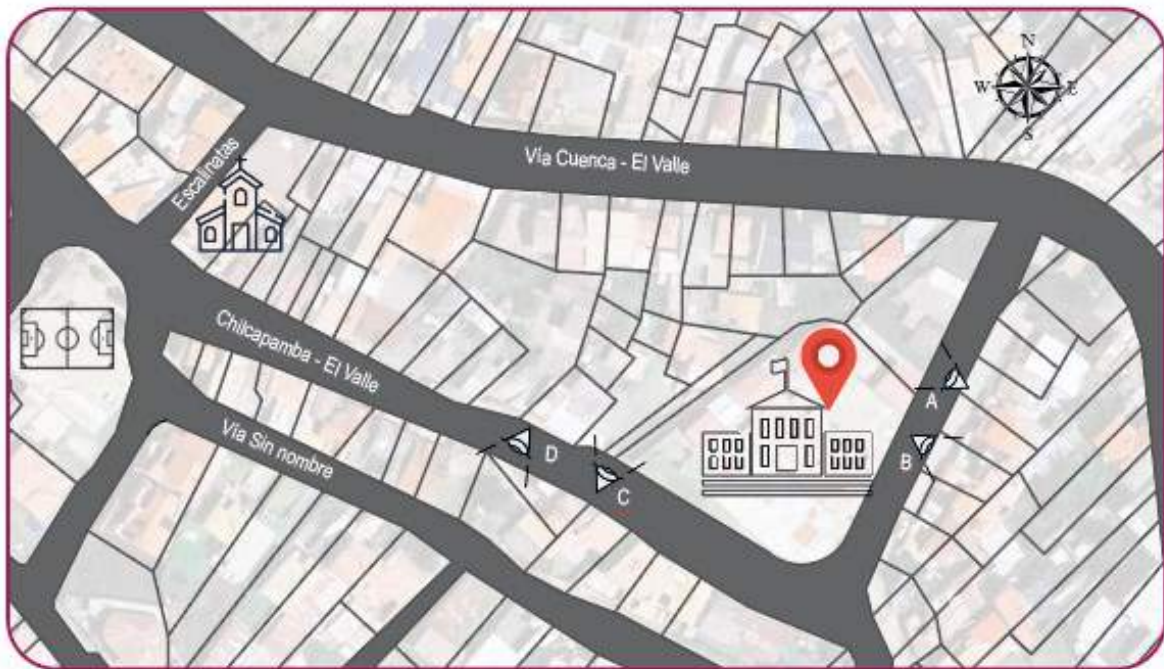 N
W E
S
Escalinatas
Vía Cuenca - El Valle
Chilcapamba - El Valle
Vía Sin nombre
A
B
D
C